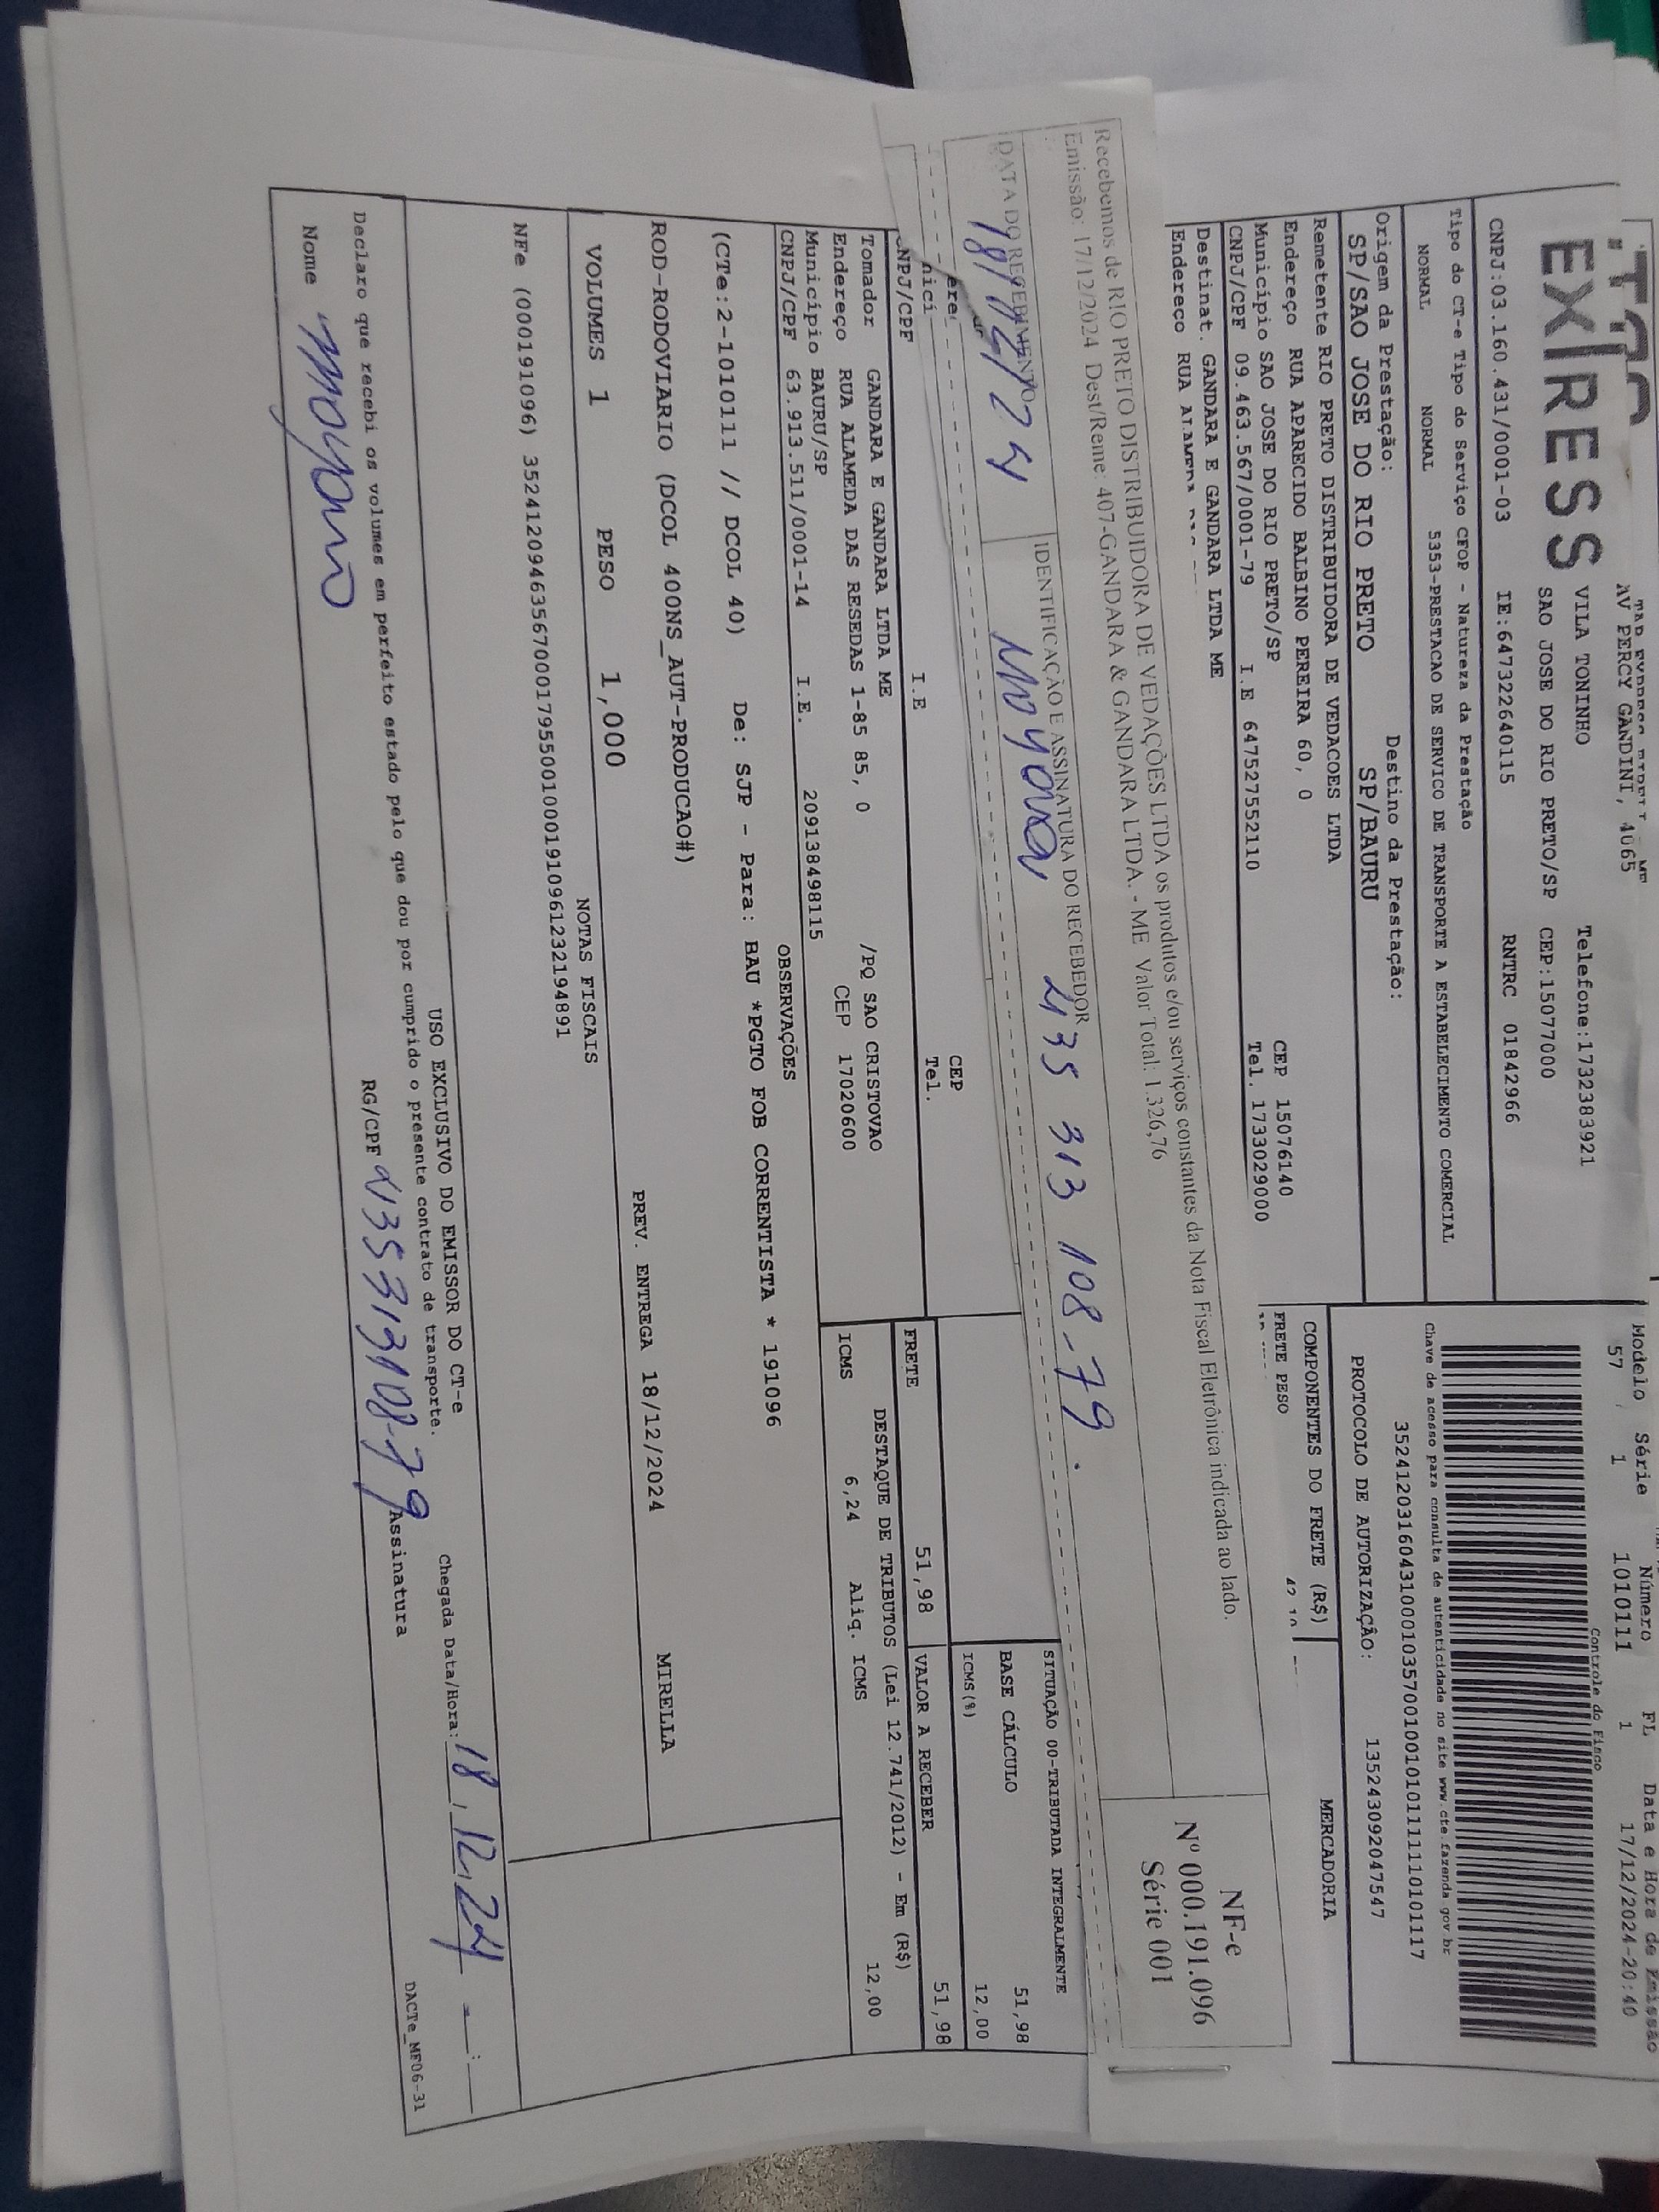 EXPRESS
AV PERCY GANDINI, 4065
VILA TONINHO Telefone:1732383921
SAO JOSE DO RIO PRETO/SP CEP:15077000
CNPJ:03.160.431/0001-03 IE:647322640115 RNTRC 01842966
Tipo do CT-e Tipo do Serviço CFOP - Natureza da Prestação
NORMAL NORMAL 5353-PRESTACAO DE SERVICO DE TRANSPORTE A ESTABELECIMENTO COMERCIAL
Origem da Prestação: Destino da Prestação:
SP/SAO JOSE DO RIO PRETO SP/BAURU
Remetente RIO PRETO DISTRIBUIDORA DE VEDACOES LTDA
Endereço RUA APARECIDO BALBINO PEREIRA 60, 0 CEP 15076140
Município SAO JOSE DO RIO PRETO/SP Tel. 1733029000
CNPJ/CPF 09.463.567/0001-79 I.E 647527552110
Destinat. GANDARA E GANDARA LTDA ME
Endereço RUA ALAMEDA
Modelo Série Número FL Data e Hora de Emissão
57 1 1010111 1 17/12/2024-20:40
Controle do Fisco
Chave de acesso para consulta de autenticidade no site www.cte.fazenda.gov.br
35241203160431000103570010010101111110101117
PROTOCOLO DE AUTORIZAÇÃO: 135243092047547
COMPONENTES DO FRETE (R$) MERCADORIA
FRETE PESO
Recebemos de RIO PRETO DISTRIBUIDORA DE VEDAÇÕES LTDA os produtos e/ou serviços constantes da Nota Fiscal Eletrônica indicada ao lado.
Emissão: 17/12/2024 Dest/Reme: 407-GANDARA & GANDARA LTDA. - ME Valor Total: 1.326,76
DATA DO RECEBIMENTO IDENTIFICAÇÃO E ASSINATURA DO RECEBEDOR
18/12/24 435 313 108-79
NF-e
Nº 000.191.096
Série 001
CEP
Tel.
CNPJ/CPF I.E
SITUAÇÃO 00-TRIBUTADA INTEGRALMENTE
BASE CÁLCULO 51,98
ICMS(%) 12,00
FRETE 51,98 VALOR A RECEBER 51,98
DESTAQUE DE TRIBUTOS (Lei 12.741/2012) - Em (R$)
ICMS 6,24 Aliq. ICMS 12,00
Tomador GANDARA E GANDARA LTDA ME
Endereço RUA ALAMEDA DAS RESEDAS 1-85 85, 0 /PQ SAO CRISTOVAO
Município BAURU/SP CEP 17020600
CNPJ/CPF 63.913.511/0001-14 I.E. 209138498115
OBSERVAÇÕES
(CTe:2-1010111 // DCOL 40) De: SJP - Para: BAU *PGTO FOB CORRENTISTA * 191096
ROD-RODOVIARIO (DCOL 40ONS_AUT-PRODUCAO#)
PREV. ENTREGA 18/12/2024 MIRELLA
VOLUMES 1 PESO 1,000
NOTAS FISCAIS
NFe (000191096) 35241209463567000179550010001910961232194891
USO EXCLUSIVO DO EMISSOR DO CT-e
Declaro que recebi os volumes em perfeito estado pelo que dou por cumprido o presente contrato de transporte.
Chegada Data/Hora: 18.12.24
Nome RG/CPF 435313108-79 Assinatura
DACTe_MF06-31